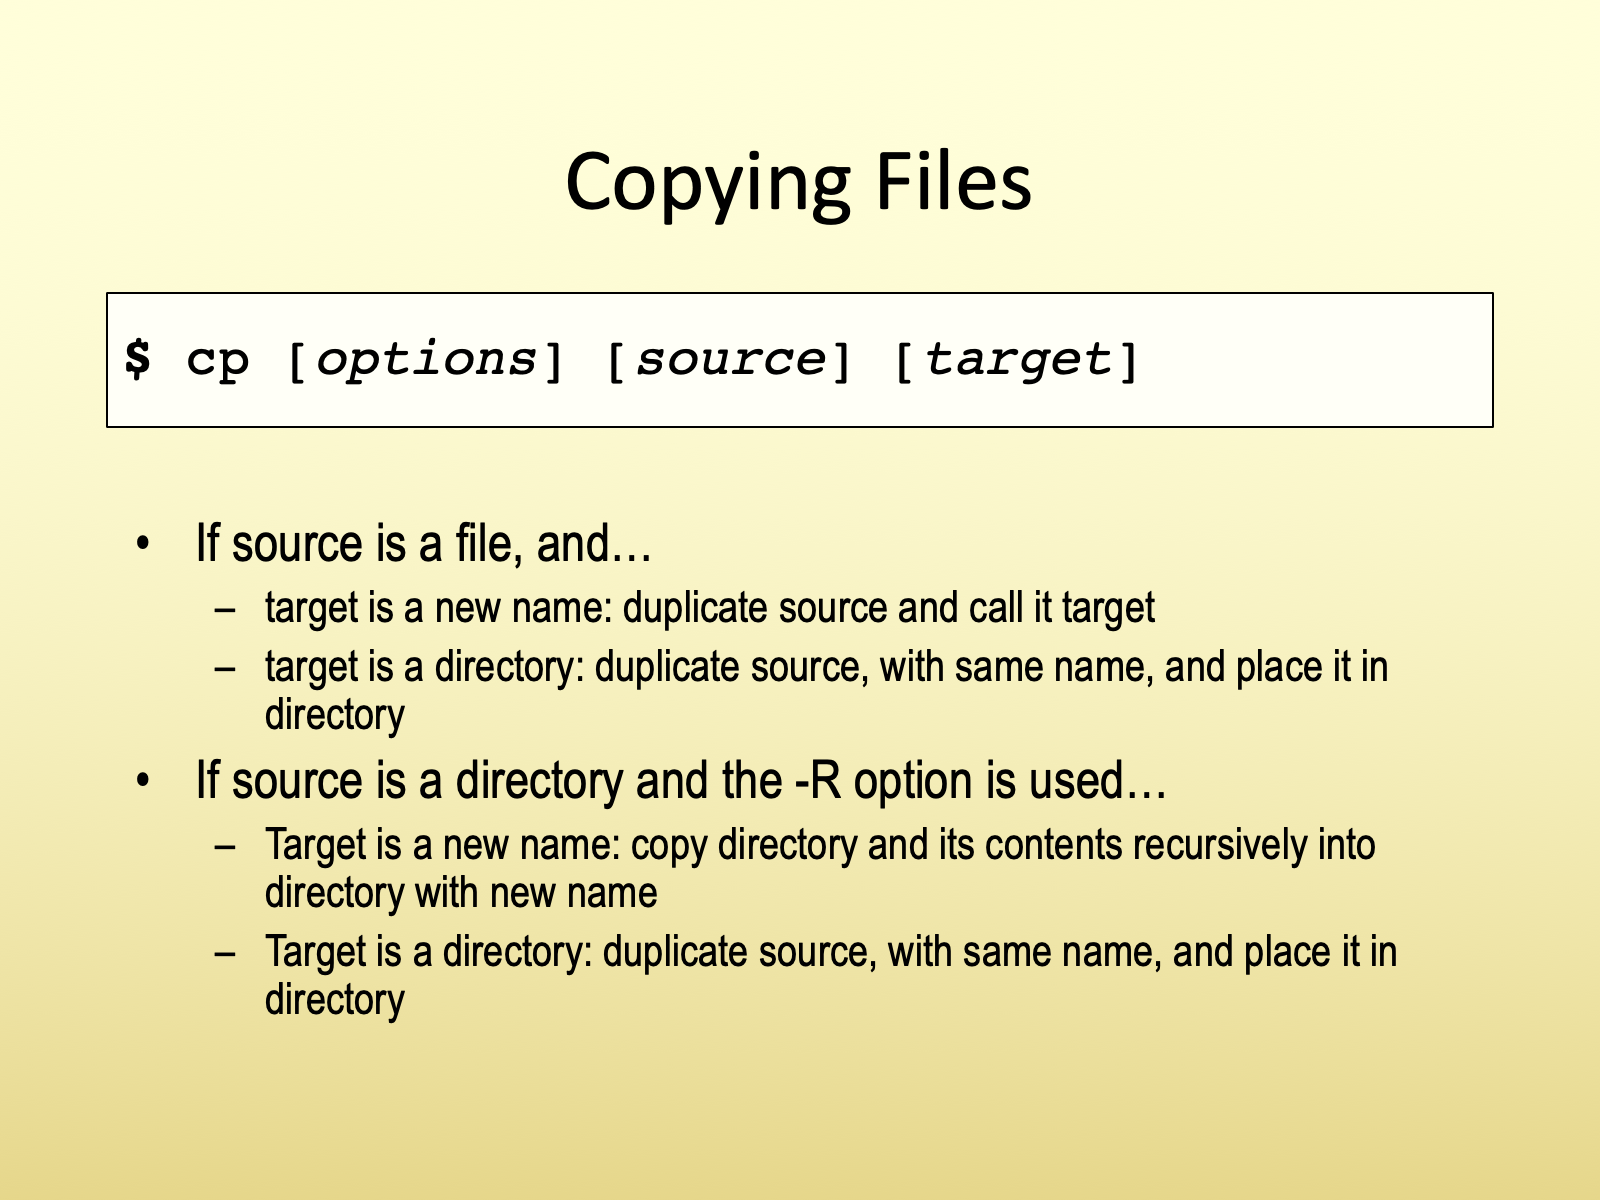 Copying Files
$ cp [options] [source] [target]
• If source is a file, and…
– target is a new name: duplicate source and call it target
– target is a directory: duplicate source, with same name, and place it in
directory
• If source is a directory and the -R option is used…
– Target is a new name: copy directory and its contents recursively into
directory with new name
– Target is a directory: duplicate source, with same name, and place it in
directory